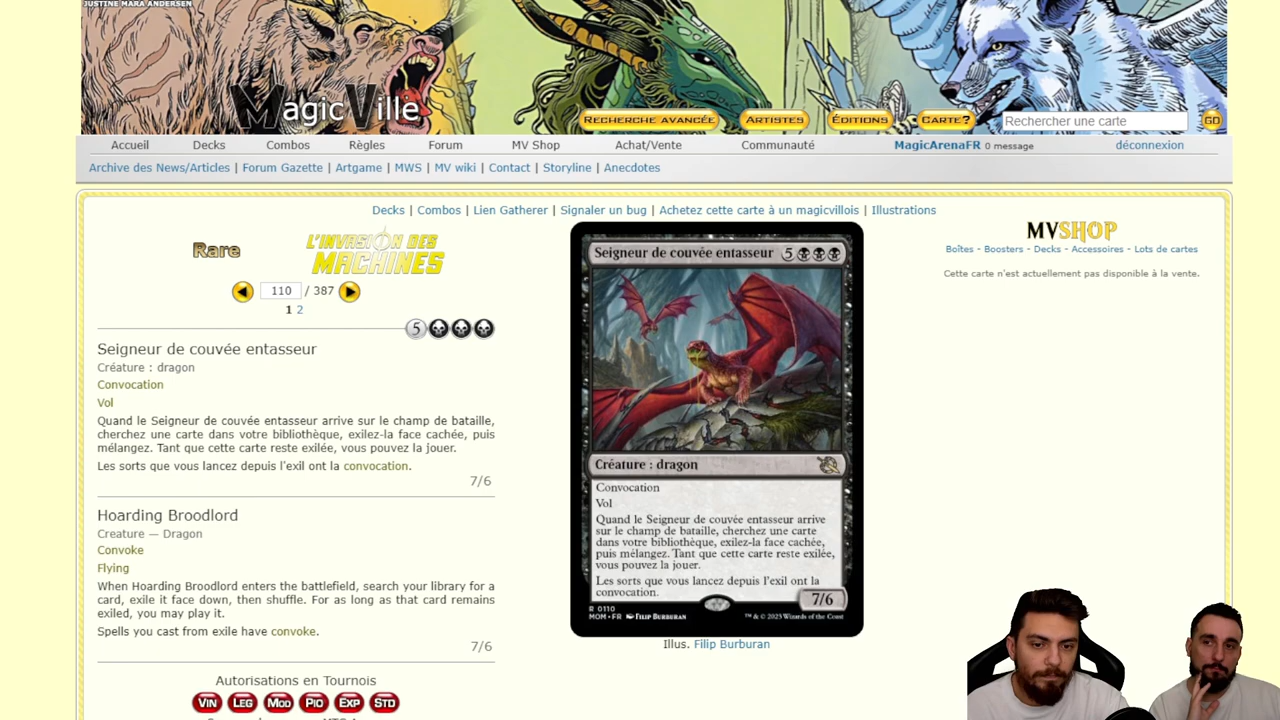 JUSTINE MARA ANDERSEN
MagicVille
RECHERCHE AVANCÉE
ARTISTES
ÉDITIONS
CARTE?
Rechercher une carte
GO
Accueil
Decks
Combos
Règles
Forum
MV Shop
Achat/Vente
Communauté
MagicArenaFR 0 message
déconnexion
Archive des News/Articles | Forum Gazette | Artgame | MWS | MV wiki | Contact | Storyline | Anecdotes
Decks | Combos | Lien Gatherer | Signaler un bug | Achetez cette carte à un magicvillois | Illustrations
Rare
L'INVASION DES
MACHINES
110 / 387
1 2
5
Seigneur de couvée entasseur
Créature : dragon
Convocation
Vol
Quand le Seigneur de couvée entasseur arrive sur le champ de bataille,
cherchez une carte dans votre bibliothèque, exilez-la face cachée, puis
mélangez. Tant que cette carte reste exilée, vous pouvez la jouer.
Les sorts que vous lancez depuis l'exil ont la convocation.
7/6
Hoarding Broodlord
Creature — Dragon
Convoke
Flying
When Hoarding Broodlord enters the battlefield, search your library for a
card, exile it face down, then shuffle. For as long as that card remains
exiled, you may play it.
Spells you cast from exile have convoke.
7/6
Autorisations en Tournois
VIN LEG MOD PIO EXP STD
Seigneur de couvée entasseur 5
Créature : dragon
Convocation
Vol
Quand le Seigneur de couvée entasseur arrive
sur le champ de bataille, cherchez une carte
dans votre bibliothèque, exilez-la face cachée,
puis mélangez. Tant que cette carte reste exilée,
vous pouvez la jouer.
Les sorts que vous lancez depuis l'exil ont la
convocation.
7/6
R 0110
MOM • FR Filip Burburan
™ & © 2023 Wizards of the Coast
Illus. Filip Burburan
MVSHOP
Boîtes - Boosters - Decks - Accessoires - Lots de cartes
Cette carte n'est actuellement pas disponible à la vente.